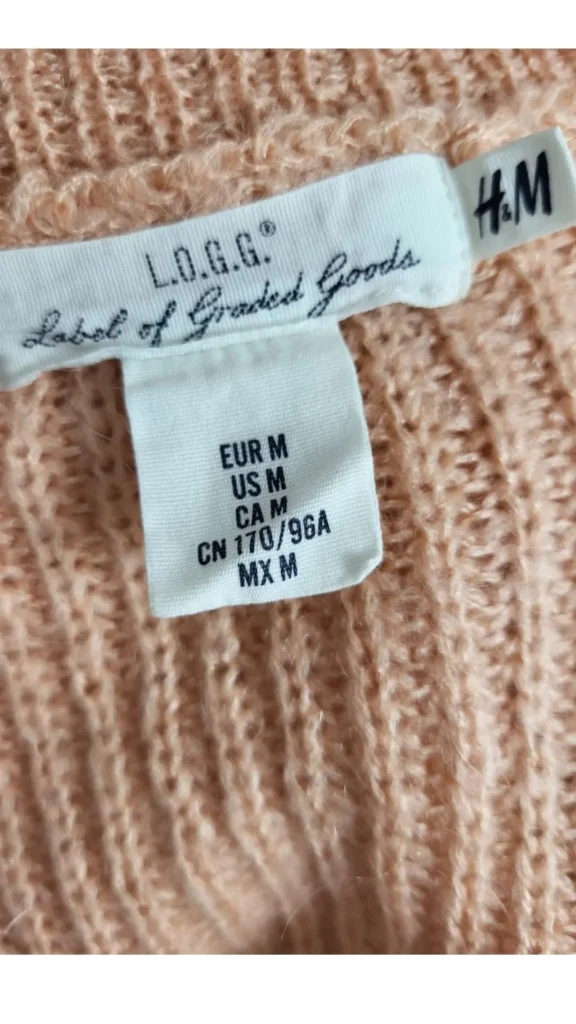 H&M
L.O.G.G.®
Label of Graded Goods
EUR M
US M
CA M
CN 170/96A
MX M